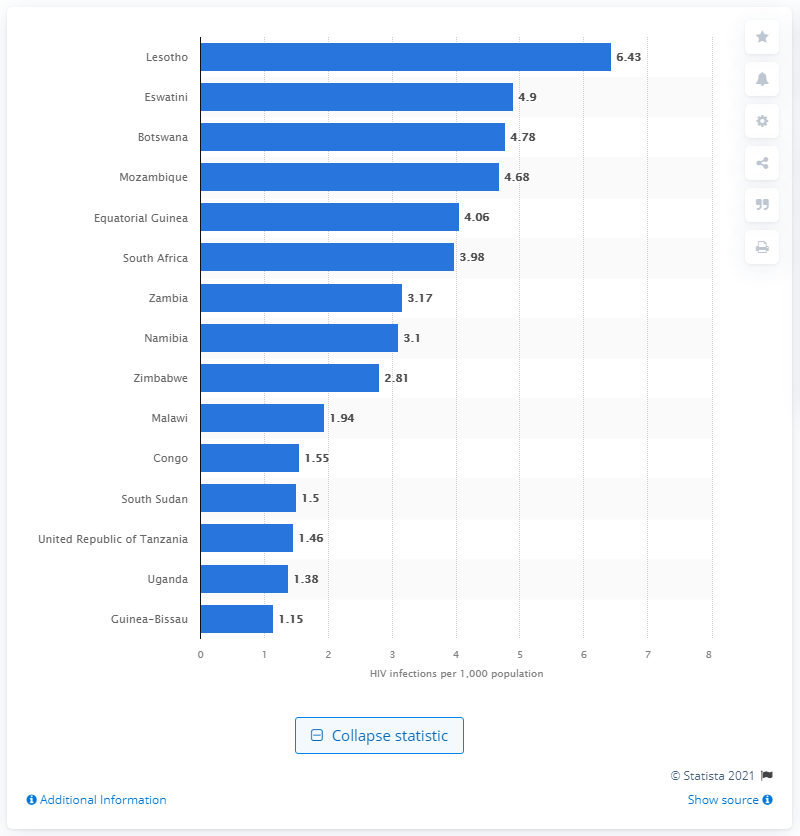 Lesotho 6.43
Eswatini 4.9
Botswana 4.78
Mozambique 4.68
Equatorial Guinea 4.06
South Africa 3.98
Zambia 3.17
Namibia 3.1
Zimbabwe 2.81
Malawi 1.94
Congo 1.55
South Sudan 1.5
United Republic of Tanzania 1.46
Uganda 1.38
Guinea-Bissau 1.15
0 1 2 3 4 5 6 7 8
HIV infections per 1,000 population
Collapse statistic
© Statista 2021
Additional Information Show source